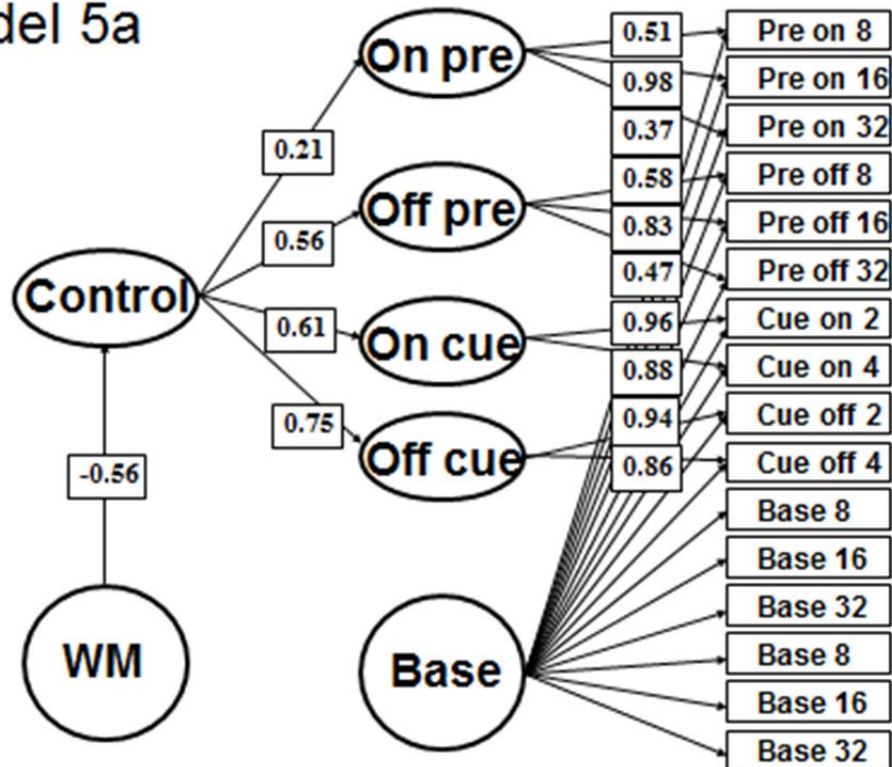 del 5a
On pre
Off pre
On cue
Off cue
Control
WM
Base
0.21
0.56
0.61
0.75
-0.56
0.51
0.98
0.37
0.58
0.83
0.47
0.96
0.88
0.94
0.86
Pre on 8
Pre on 16
Pre on 32
Pre off 8
Pre off 16
Pre off 32
Cue on 2
Cue on 4
Cue off 2
Cue off 4
Base 8
Base 16
Base 32
Base 8
Base 16
Base 32